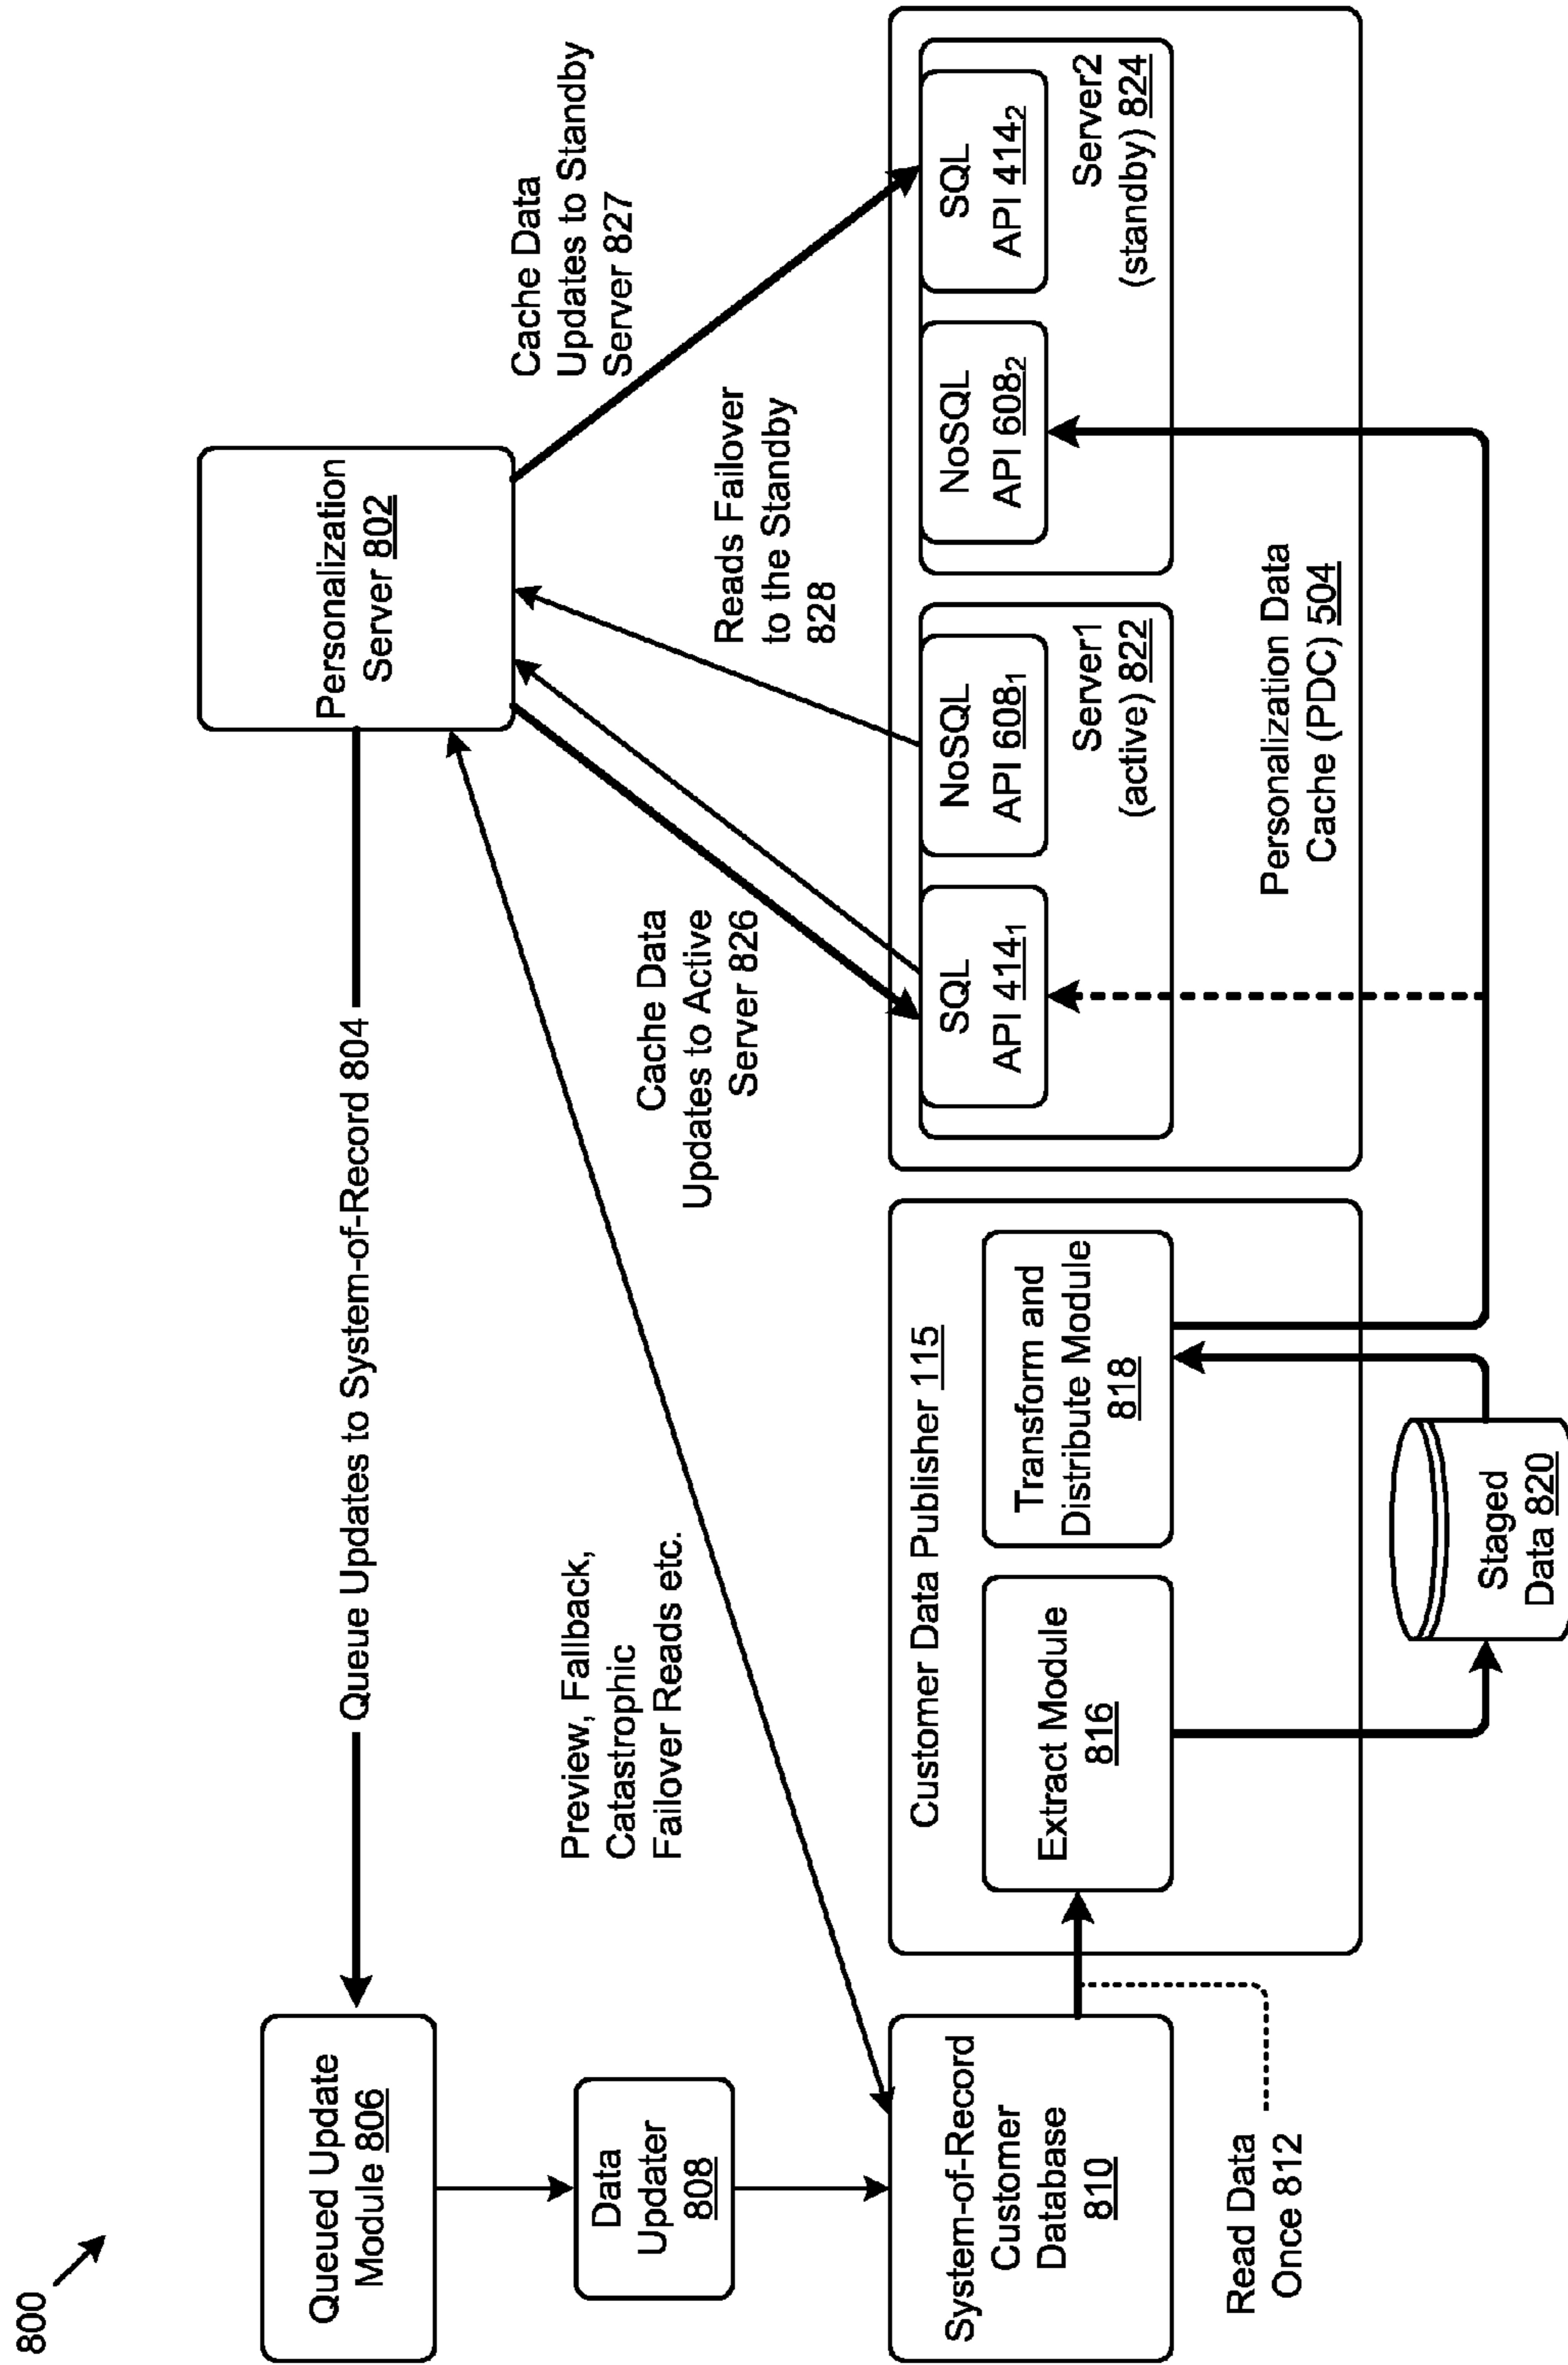 800
Queued Update
Module 806
Queue Updates to System-of-Record 804
Personalization
Server 802
Data
Updater
808
Preview, Fallback,
Catastrophic
Failover Reads etc.
Cache Data
Updates to Active
Server 826
Reads Failover
to the Standby
828
Cache Data
Updates to Standby
Server 827
System-of-Record
Customer
Database
810
Read Data
Once 812
Customer Data Publisher 115
Extract Module
816
Transform and
Distribute Module
818
Staged
Data 820
SQL
API 414₁
NoSQL
API 608₁
Server1
(active) 822
NoSQL
API 608₂
SQL
API 414₂
Server2
(standby) 824
Personalization Data
Cache (PDC) 504